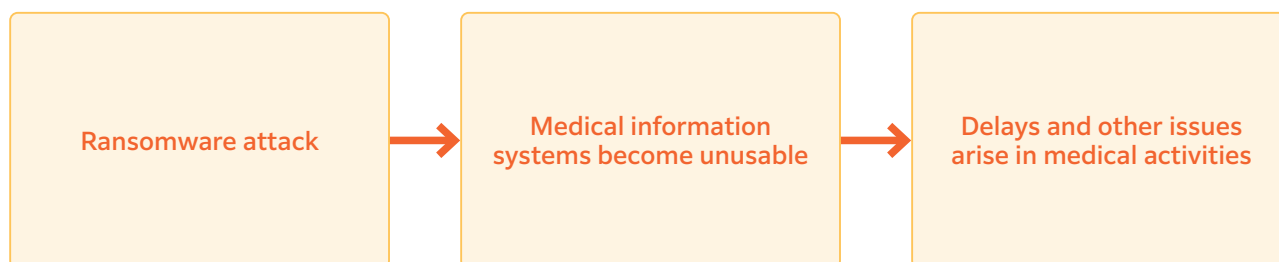 Ransomware attack
Medical information
systems become unusable
Delays and other issues
arise in medical activities